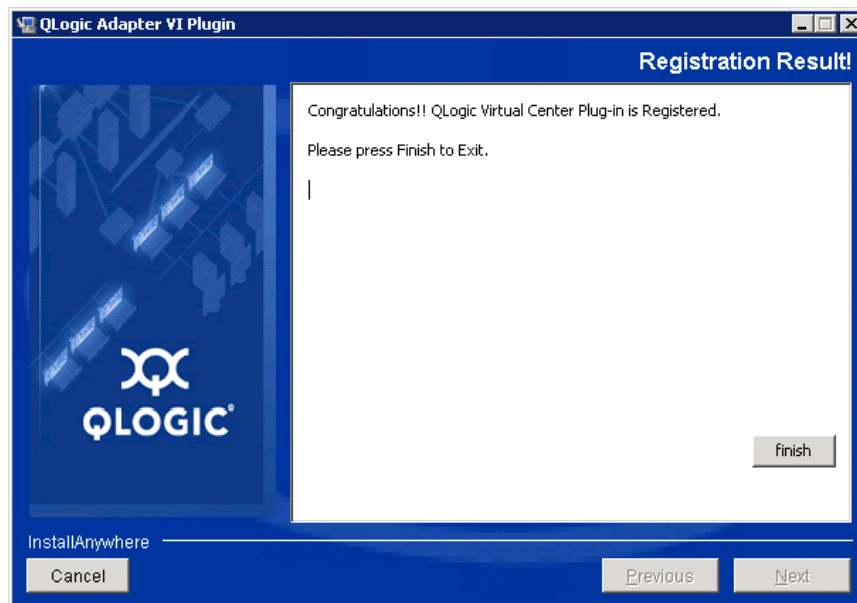 QLogic Adapter VI Plugin
Registration Result!
Congratulations!! QLogic Virtual Center Plug-in is Registered.
Please press Finish to Exit.
QLOGIC®
finish
InstallAnywhere
Cancel
Previous
Next